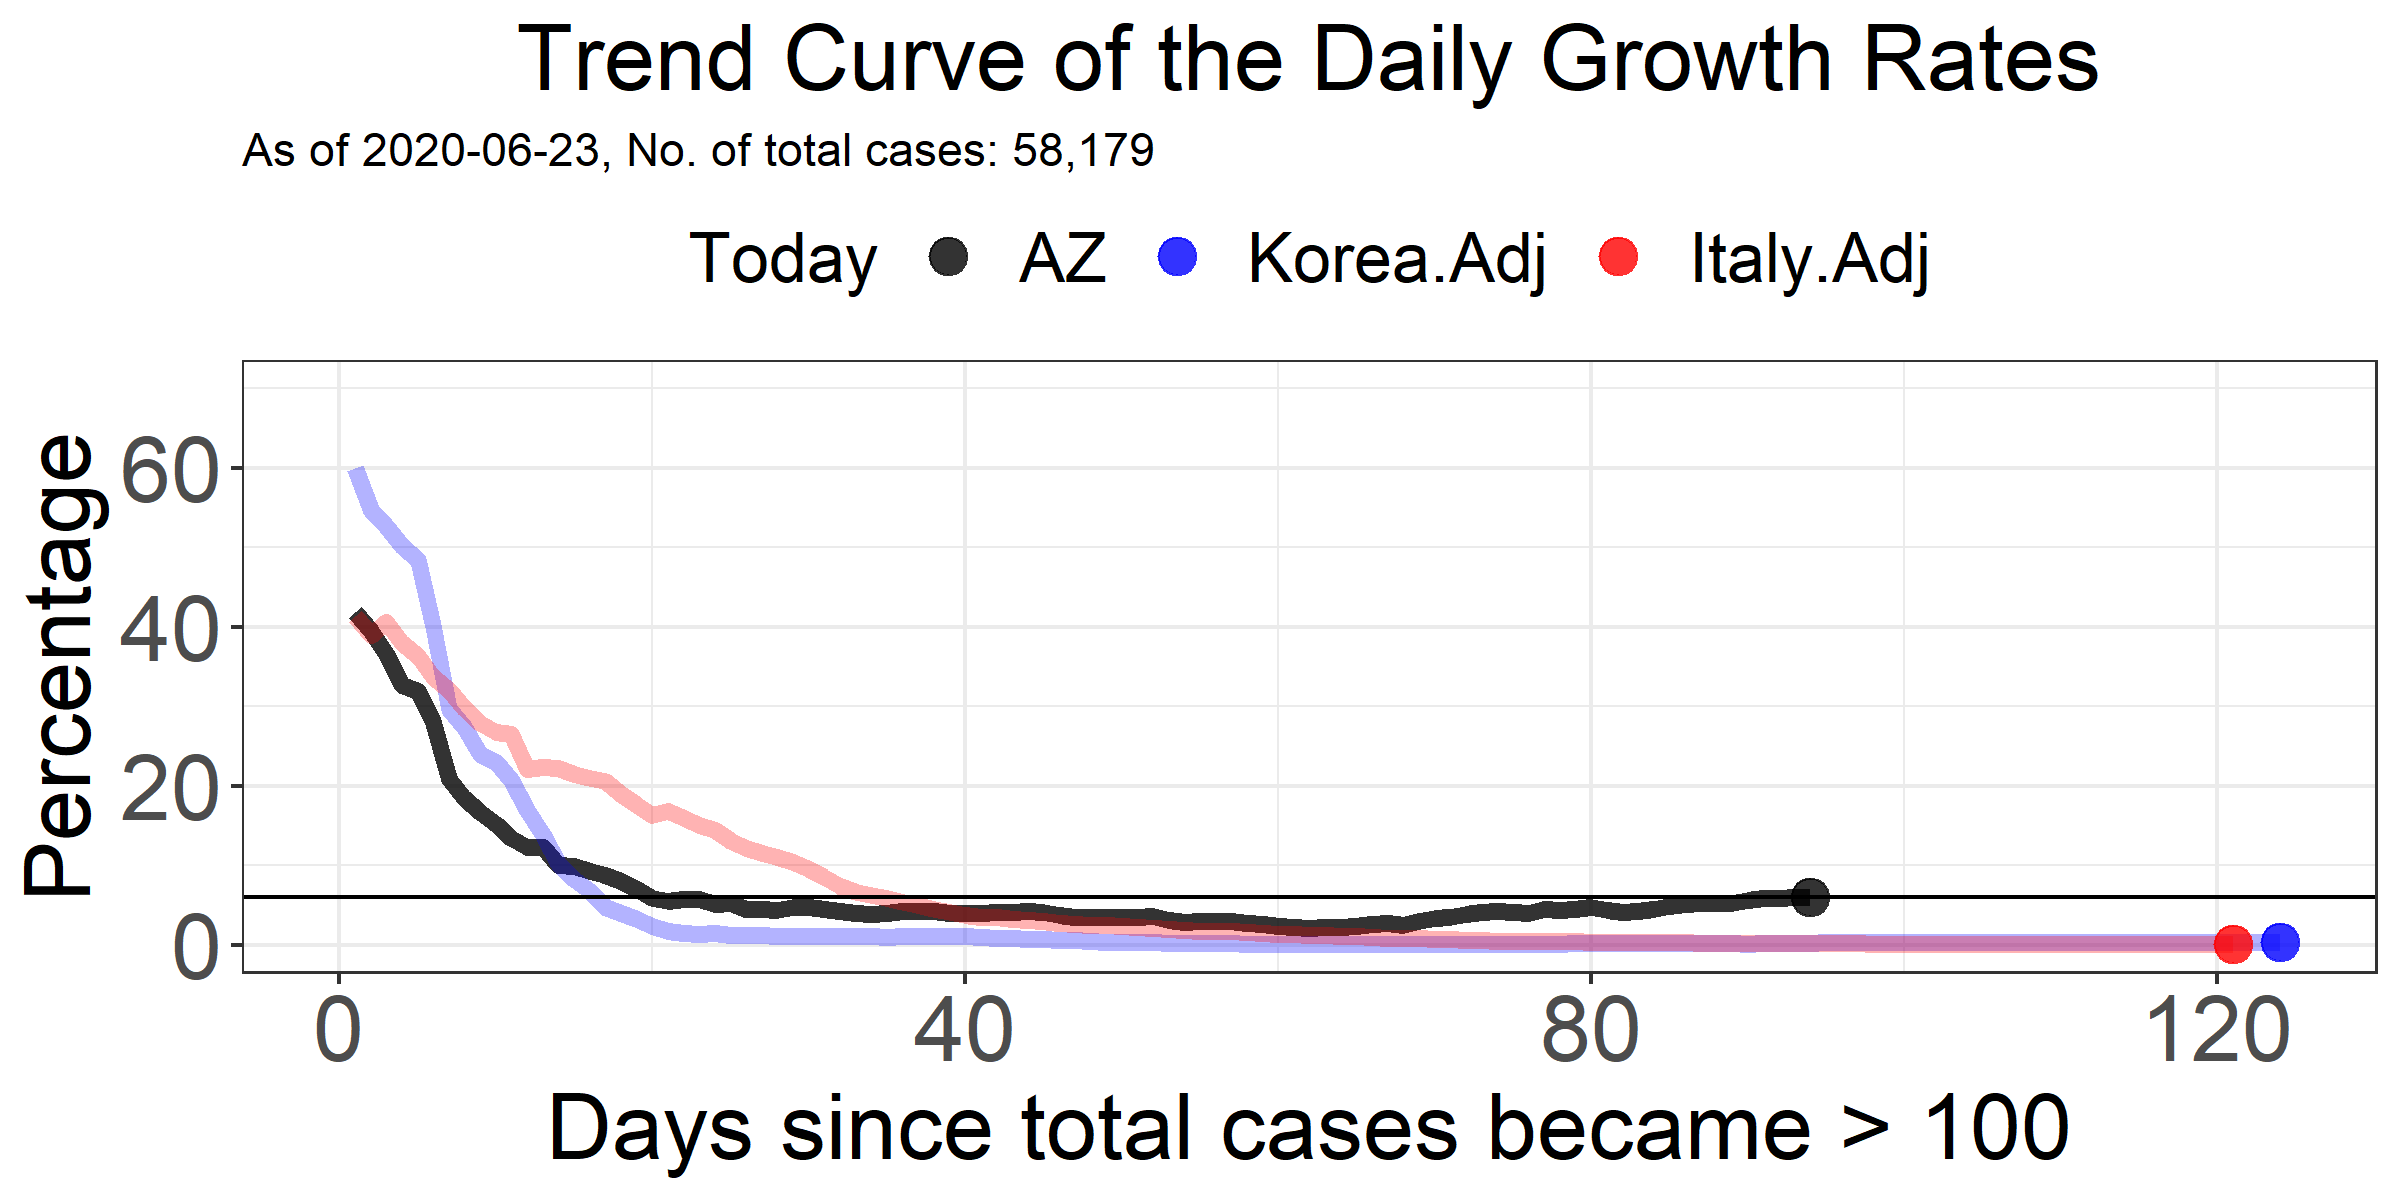 Trend Curve of the Daily Growth Rates
As of 2020-06-23, No. of total cases: 58,179
Today AZ Korea.Adj Italy.Adj
Percentage
60
40
20
0
0 40 80 120
Days since total cases became > 100